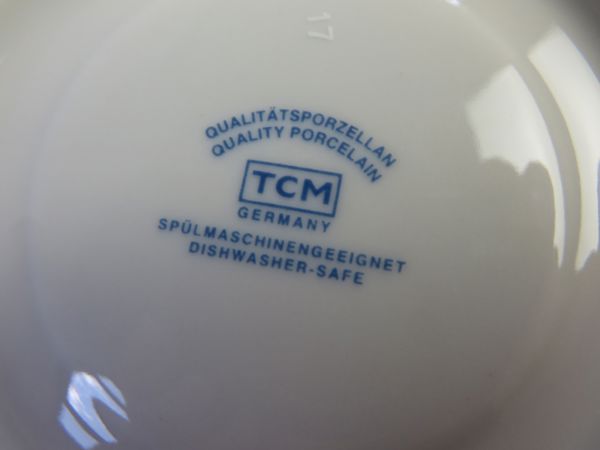 17
QUALITÄTSPORZELLAN
QUALITY PORCELAIN
TCM
GERMANY
SPÜLMASCHINENGEEIGNET
DISHWASHER-SAFE